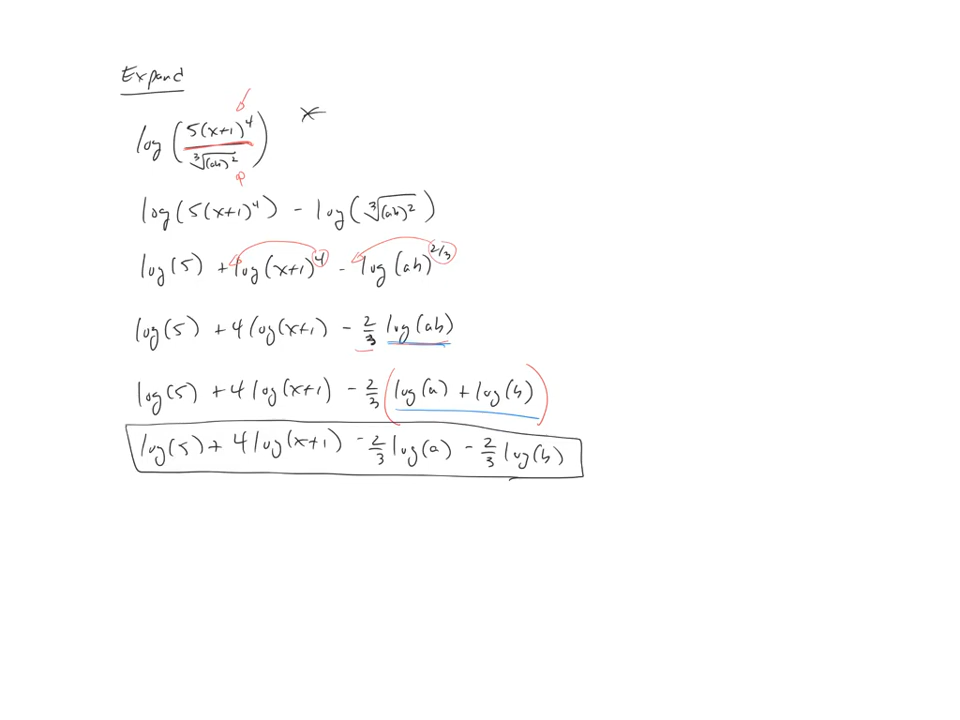 Expand
log(5(x+1)⁴/∛(ab)²) *
log(5(x+1)⁴) - log(∛(ab)²)
log(5) + log(x+1)⁴ - log(ab)^2/3
log(5) + 4 log(x+1) - 2/3 log(ab)
log(5) + 4 log(x+1) - 2/3 (log(a) + log(b))
log(5) + 4 log(x+1) - 2/3 log(a) - 2/3 log(b)